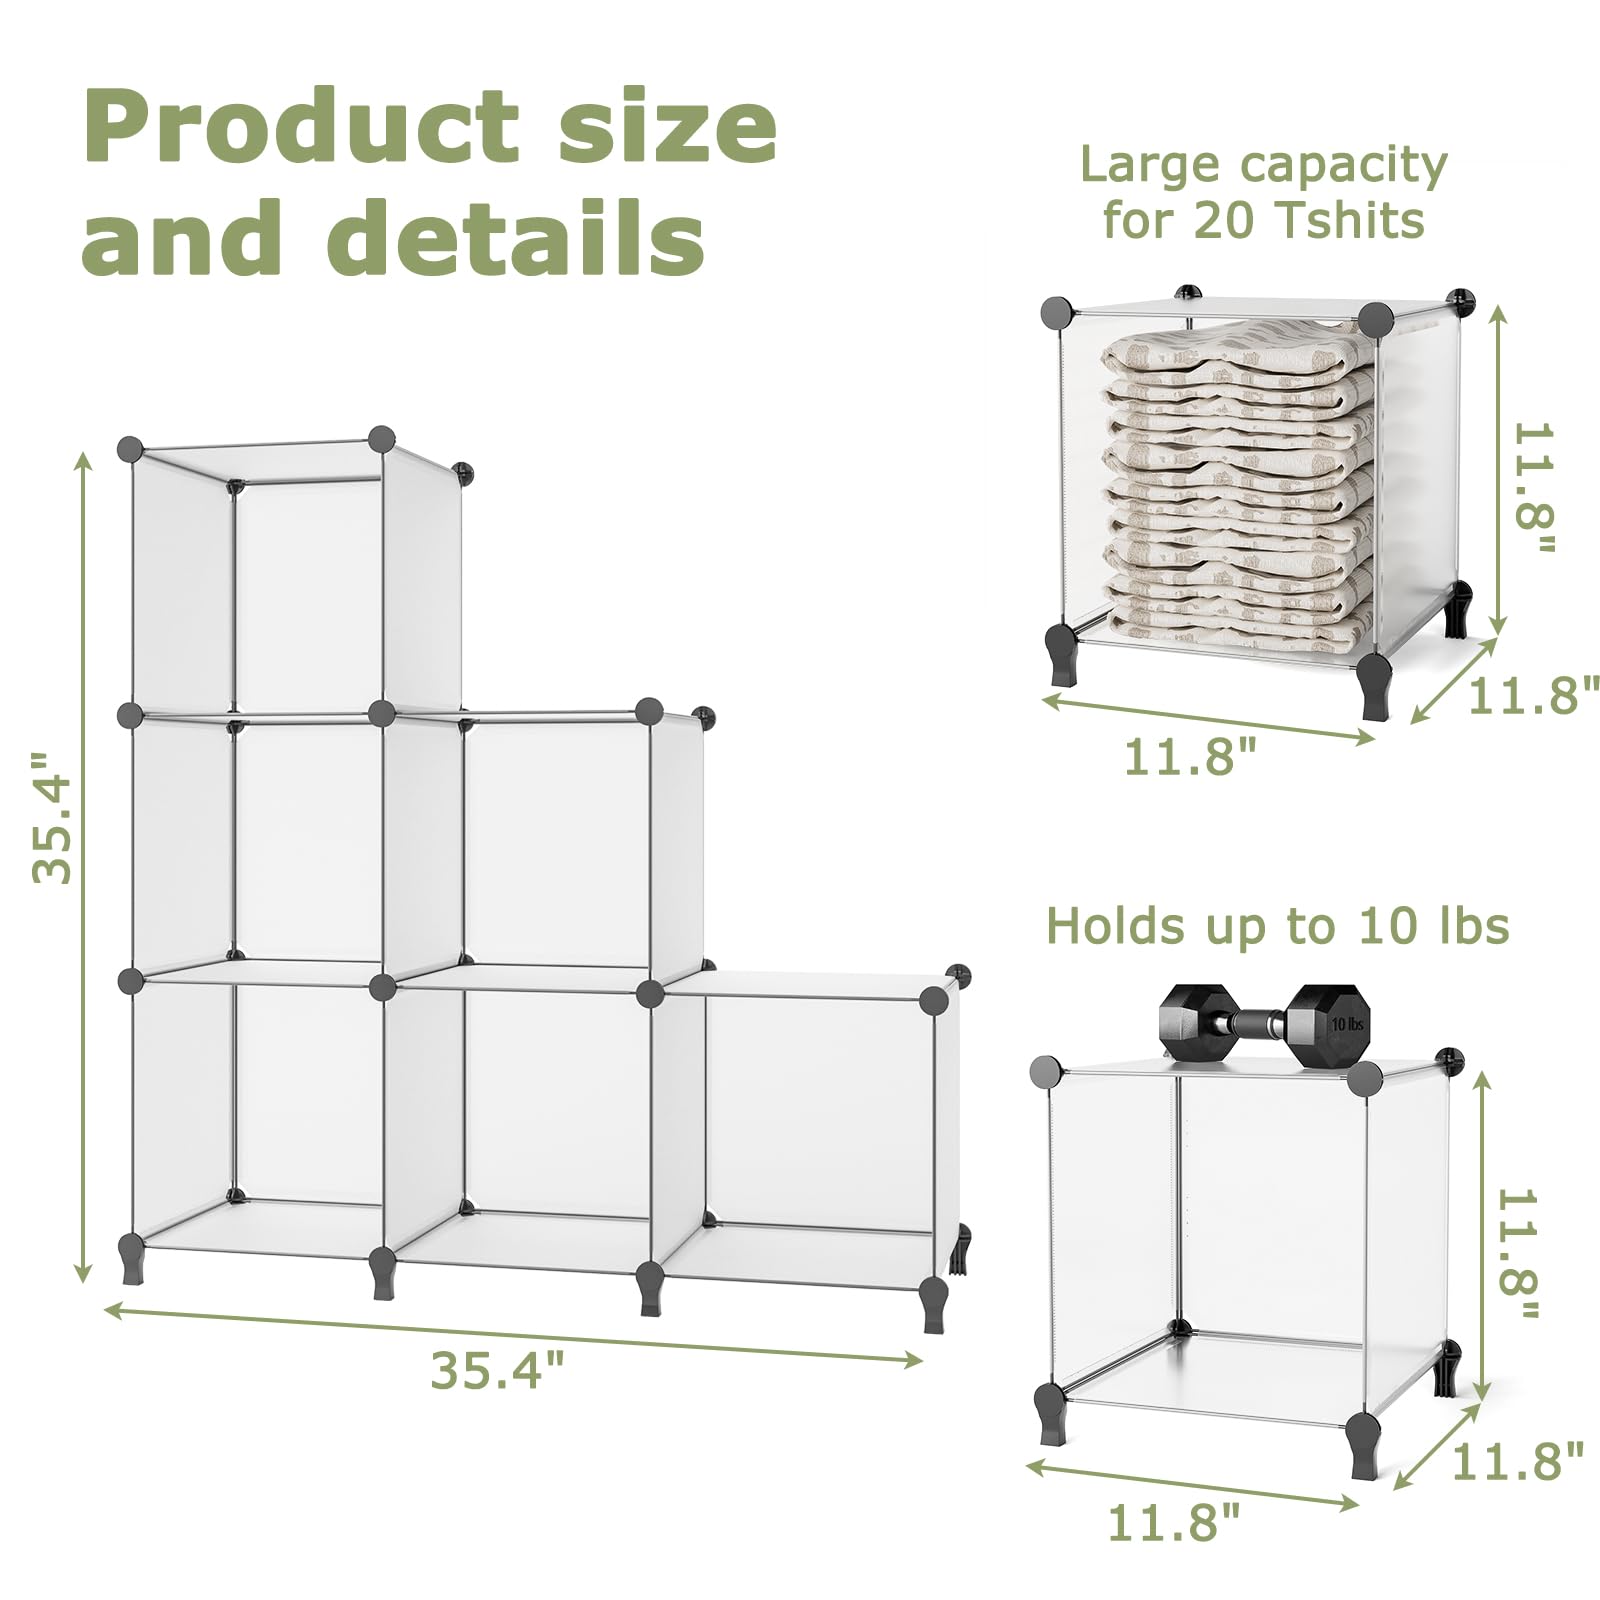 Product size
and details
35.4"
35.4"
Large capacity
for 20 Tshits
11.8"
11.8"
11.8"
Holds up to 10 lbs
10 lbs
11.8"
11.8"
11.8"